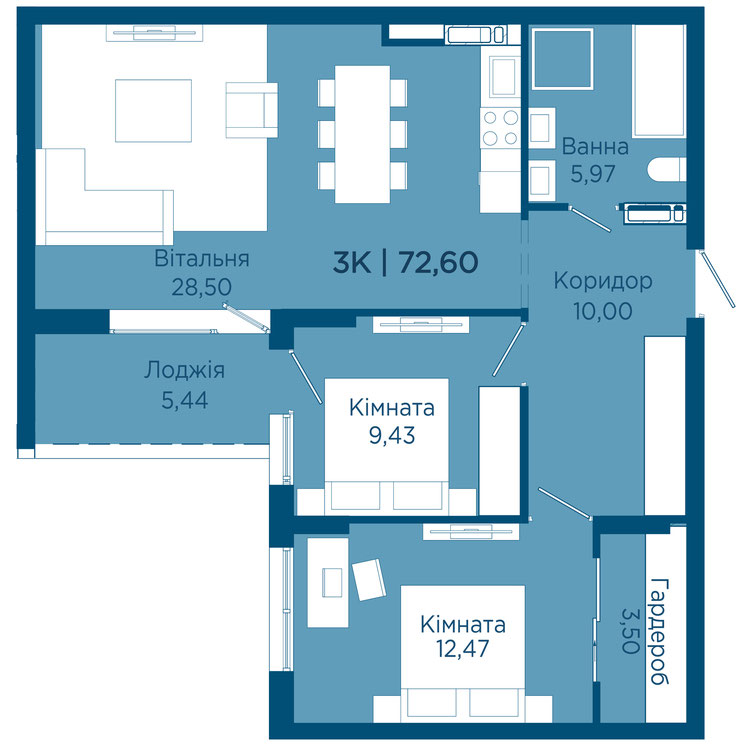 Ванна
5,97
Вітальня
28,50
3К | 72,60
Коридор
10,00
Лоджія
5,44
Кімната
9,43
Кімната
12,47
Гардероб
3,50